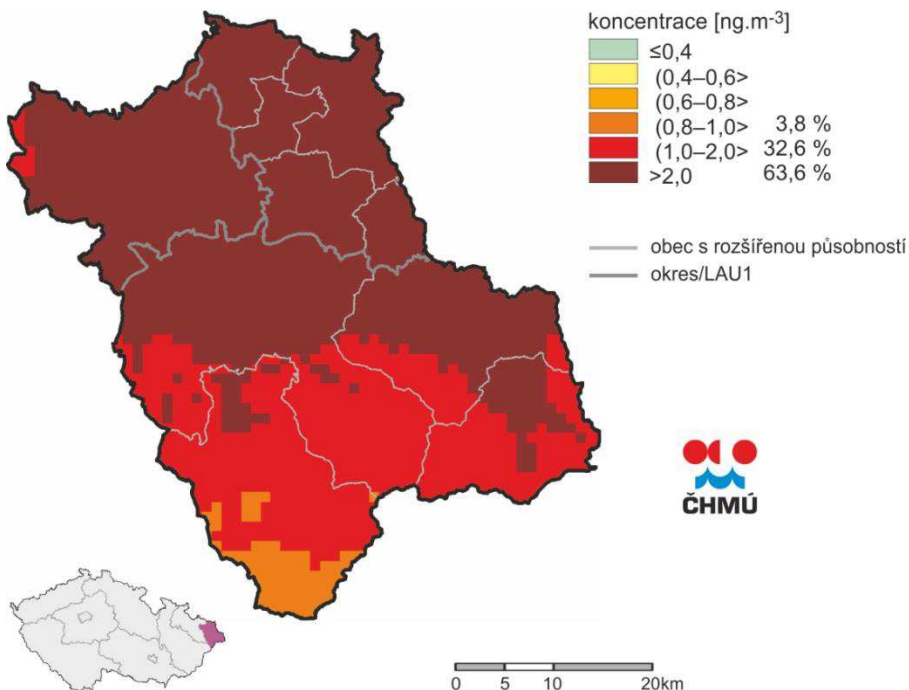 koncentrace [ng.m-3]
≤0,4
(0,4–0,6>
(0,6–0,8>
(0,8–1,0> 3,8 %
(1,0–2,0> 32,6 %
>2,0 63,6 %
obec s rozšířenou působností
okres/LAU1
ČHMÚ
0 5 10 20km